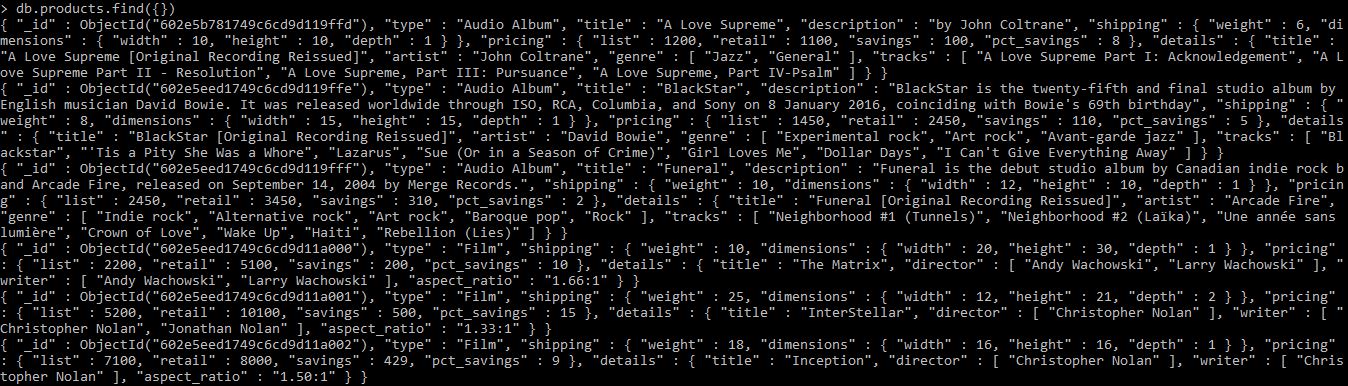 > db.products.find({})
{ "_id" : ObjectId("602e5b781749c6cd9d119ffd"), "type" : "Audio Album", "title" : "A Love Supreme", "description" : "by John Coltrane", "shipping" : { "weight" : 6, "di
mensions" : { "width" : 10, "height" : 10, "depth" : 1 } }, "pricing" : { "list" : 1200, "retail" : 1100, "savings" : 100, "pct_savings" : 8 }, "details" : { "title" :
"A Love Supreme [Original Recording Reissued]", "artist" : "John Coltrane", "genre" : [ "Jazz", "General" ], "tracks" : [ "A Love Supreme Part I: Acknowledgement", "A L
ove Supreme Part II - Resolution", "A Love Supreme, Part III: Pursuance", "A Love Supreme, Part IV-Psalm" ] } }
{ "_id" : ObjectId("602e5eed1749c6cd9d119ffe"), "type" : "Audio Album", "title" : "BlackStar", "description" : "BlackStar is the twenty-fifth and final studio album by
English musician David Bowie. It was released worldwide through ISO, RCA, Columbia, and Sony on 8 January 2016, coinciding with Bowie's 69th birthday", "shipping" : { "
weight" : 8, "dimensions" : { "width" : 15, "height" : 15, "depth" : 1 } }, "pricing" : { "list" : 1450, "retail" : 2450, "savings" : 110, "pct_savings" : 5 }, "details
" : { "title" : "BlackStar [Original Recording Reissued]", "artist" : "David Bowie", "genre" : [ "Experimental rock", "Art rock", "Avant-garde jazz" ], "tracks" : [ "Bl
ackstar", "'Tis a Pity She Was a Whore", "Lazarus", "Sue (Or in a Season of Crime)", "Girl Loves Me", "Dollar Days", "I Can't Give Everything Away" ] } }
{ "_id" : ObjectId("602e5eed1749c6cd9d119fff"), "type" : "Audio Album", "title" : "Funeral", "description" : "Funeral is the debut studio album by Canadian indie rock b
and Arcade Fire, released on September 14, 2004 by Merge Records.", "shipping" : { "weight" : 10, "dimensions" : { "width" : 12, "height" : 10, "depth" : 1 } }, "pricin
g" : { "list" : 2450, "retail" : 3450, "savings" : 310, "pct_savings" : 2 }, "details" : { "title" : "Funeral [Original Recording Reissued]", "artist" : "Arcade Fire",
"genre" : [ "Indie rock", "Alternative rock", "Art rock", "Baroque pop", "Rock" ], "tracks" : [ "Neighborhood #1 (Tunnels)", "Neighborhood #2 (Laïka)", "Une année sans
lumière", "Crown of Love", "Wake Up", "Haiti", "Rebellion (Lies)" ] } }
{ "_id" : ObjectId("602e5eed1749c6cd9d11a000"), "type" : "Film", "shipping" : { "weight" : 10, "dimensions" : { "width" : 20, "height" : 30, "depth" : 1 } }, "pricing"
: { "list" : 2200, "retail" : 5100, "savings" : 200, "pct_savings" : 10 }, "details" : { "title" : "The Matrix", "director" : [ "Andy Wachowski", "Larry Wachowski" ], "
writer" : [ "Andy Wachowski", "Larry Wachowski" ], "aspect_ratio" : "1.66:1" } }
{ "_id" : ObjectId("602e5eed1749c6cd9d11a001"), "type" : "Film", "shipping" : { "weight" : 25, "dimensions" : { "width" : 12, "height" : 21, "depth" : 2 } }, "pricing"
: { "list" : 5200, "retail" : 10100, "savings" : 500, "pct_savings" : 15 }, "details" : { "title" : "InterStellar", "director" : [ "Christopher Nolan" ], "writer" : [ "
Christopher Nolan", "Jonathan Nolan" ], "aspect_ratio" : "1.33:1" } }
{ "_id" : ObjectId("602e5eed1749c6cd9d11a002"), "type" : "Film", "shipping" : { "weight" : 18, "dimensions" : { "width" : 16, "height" : 16, "depth" : 1 } }, "pricing"
: { "list" : 7100, "retail" : 8000, "savings" : 429, "pct_savings" : 9 }, "details" : { "title" : "Inception", "director" : [ "Christopher Nolan" ], "writer" : [ "Chris
topher Nolan" ], "aspect_ratio" : "1.50:1" } }